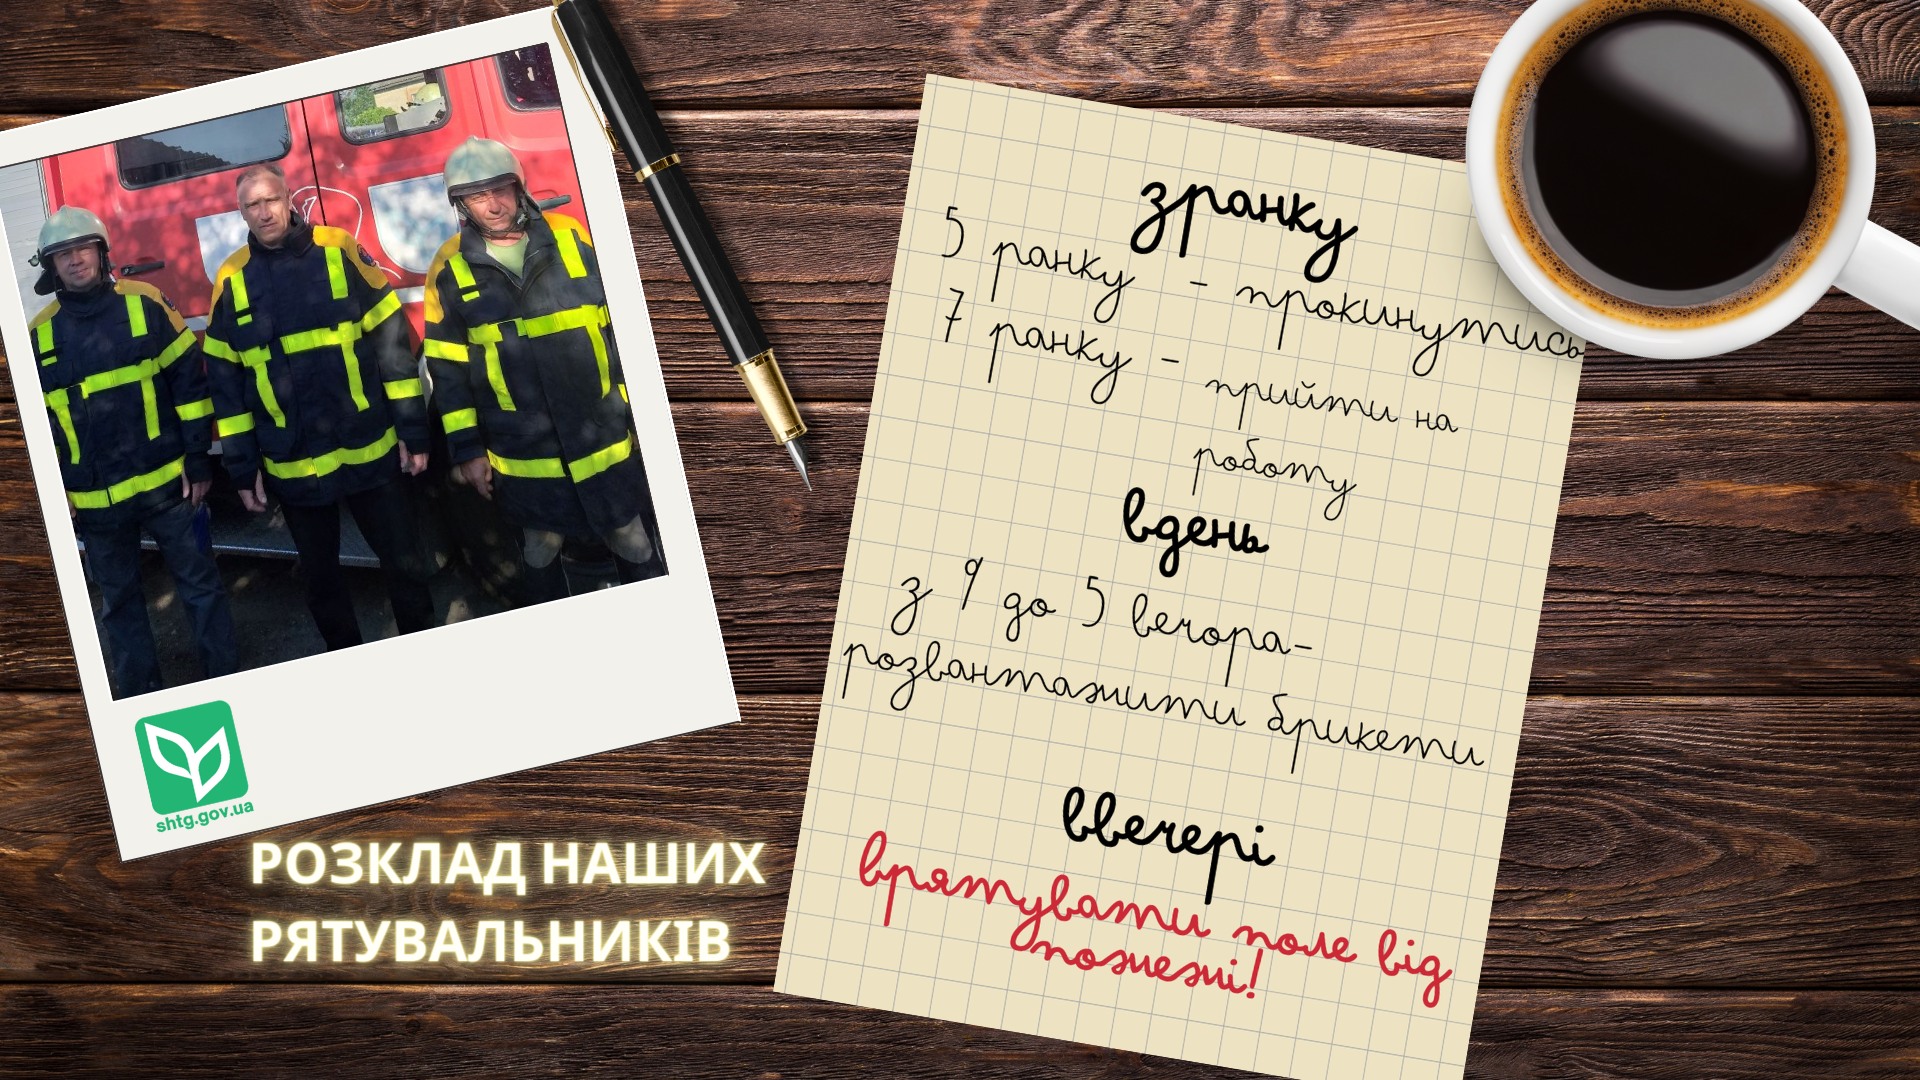 зранку
5 ранку - прокинутись
7 ранку - прийти на
роботу
вдень
з 9 до 5 вечора-
розвантажити брикети
ввечері
врятувати поле від
пожежі!
shtg.gov.ua
РОЗКЛАД НАШИХ
РЯТУВАЛЬНИКІВ